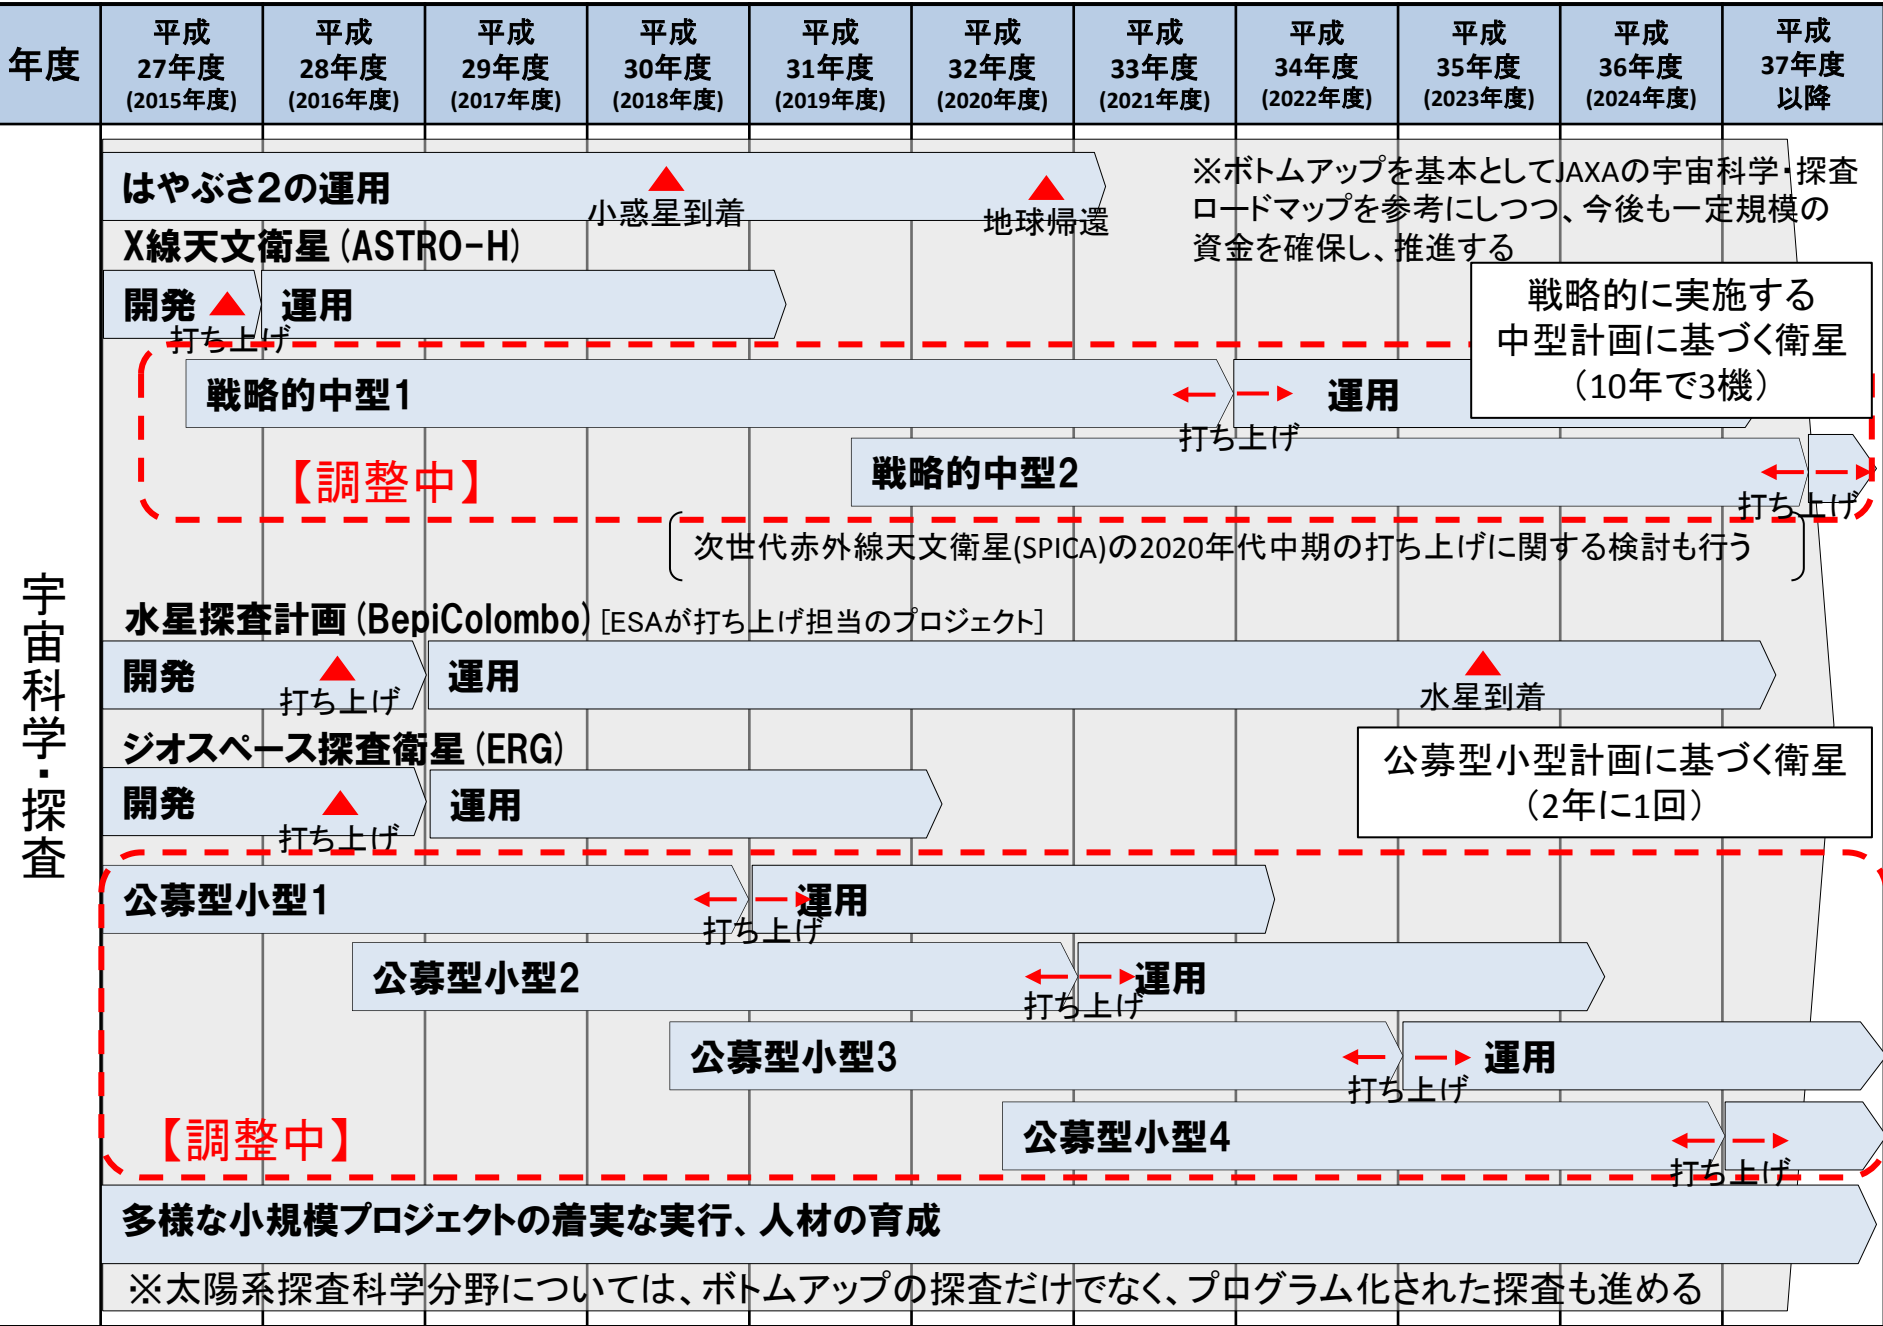 年度
平成
27年度
(2015年度)
平成
28年度
(2016年度)
平成
29年度
(2017年度)
平成
30年度
(2018年度)
平成
31年度
(2019年度)
平成
32年度
(2020年度)
平成
33年度
(2021年度)
平成
34年度
(2022年度)
平成
35年度
(2023年度)
平成
36年度
(2024年度)
平成
37年度
以降
宇宙科学・探査
はやぶさ2の運用
小惑星到着
地球帰還
※ボトムアップを基本としてJAXAの宇宙科学・探査
ロードマップを参考にしつつ、今後も一定規模の
資金を確保し、推進する
X線天文衛星(ASTRO-H)
開発
打ち上げ
運用
戦略的に実施する
中型計画に基づく衛星
(10年で3機)
戦略的中型1
打ち上げ
運用
【調整中】
戦略的中型2
打ち上げ
次世代赤外線天文衛星(SPICA)の2020年代中期の打ち上げに関する検討も行う
水星探査計画(BepiColombo)[ESAが打ち上げ担当のプロジェクト]
開発
打ち上げ
運用
水星到着
ジオスペース探査衛星(ERG)
開発
打ち上げ
運用
公募型小型計画に基づく衛星
(2年に1回)
公募型小型1
打ち上げ
運用
公募型小型2
打ち上げ
運用
公募型小型3
打ち上げ
運用
【調整中】
公募型小型4
打ち上げ
多様な小規模プロジェクトの着実な実行、人材の育成
※太陽系探査科学分野については、ボトムアップの探査だけでなく、プログラム化された探査も進める